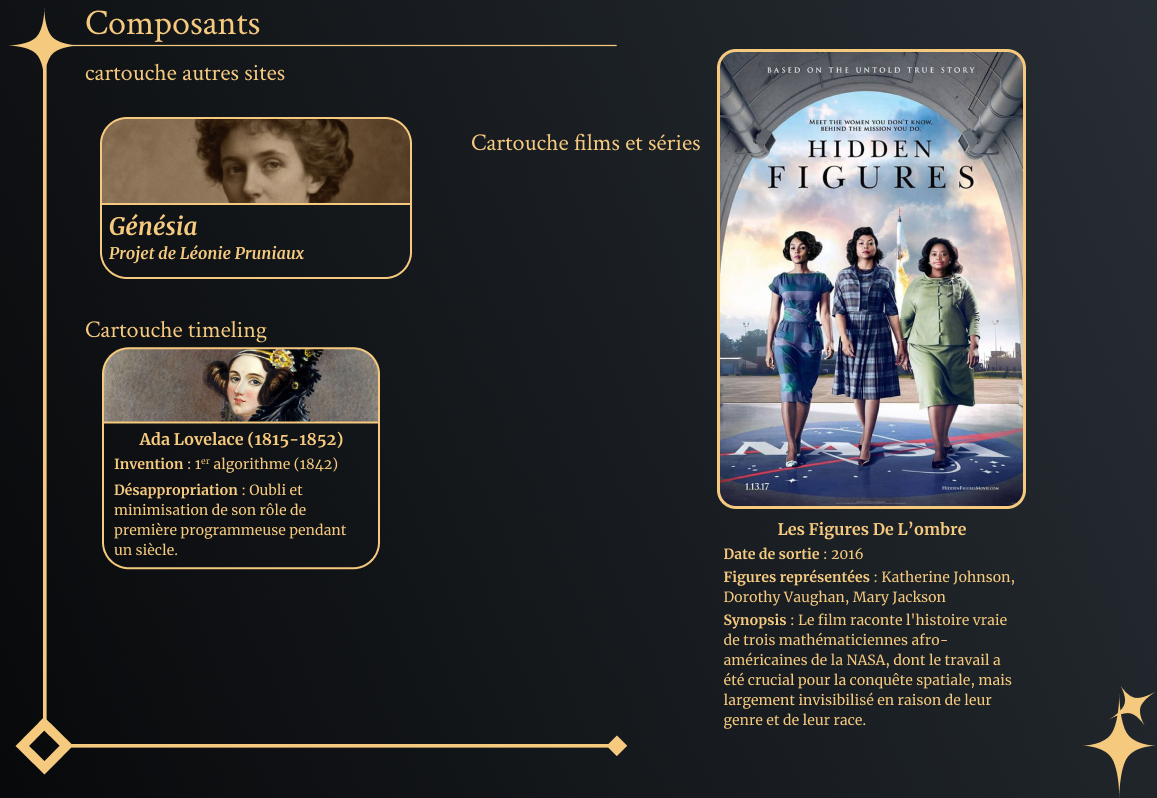 Composants
cartouche autres sites
Génésia
Projet de Léonie Pruniaux
Cartouche timeling
Ada Lovelace (1815-1852)
Invention : 1er algorithme (1842)
Désappropriation : Oubli et
minimisation de son rôle de
première programmeuse pendant
un siècle.
Cartouche films et séries
BASED ON THE UNTOLD TRUE STORY
MEET THE WOMEN YOU DON'T KNOW,
BEHIND THE MISSION YOU DO.
HIDDEN
FIGURES
NASA
1.13.17
HIDDENFIGURESMOVIE.COM
Les Figures De L’ombre
Date de sortie : 2016
Figures représentées : Katherine Johnson,
Dorothy Vaughan, Mary Jackson
Synopsis : Le film raconte l'histoire vraie
de trois mathématiciennes afro-
américaines de la NASA, dont le travail a
été crucial pour la conquête spatiale, mais
largement invisibilisé en raison de leur
genre et de leur race.